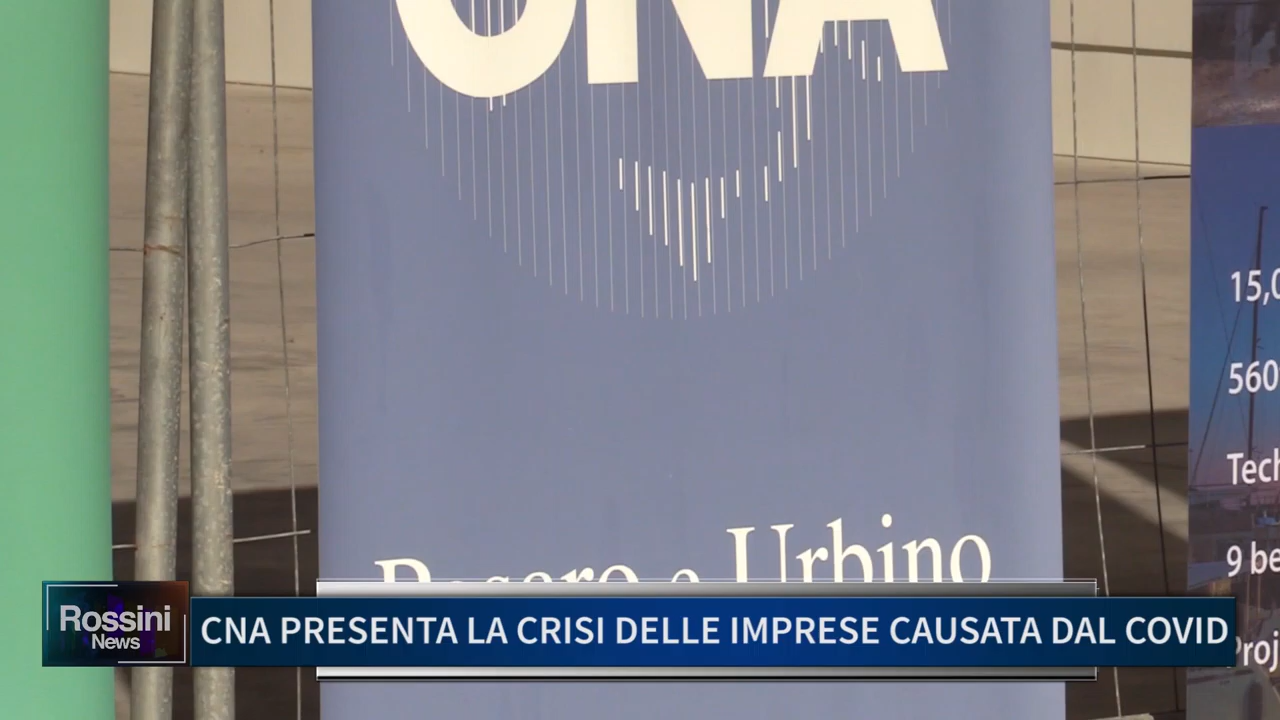 CNA
Pesaro e Urbino
15,0
560
Tech
9 be
Proj
Rossini
News
CNA PRESENTA LA CRISI DELLE IMPRESE CAUSATA DAL COVID